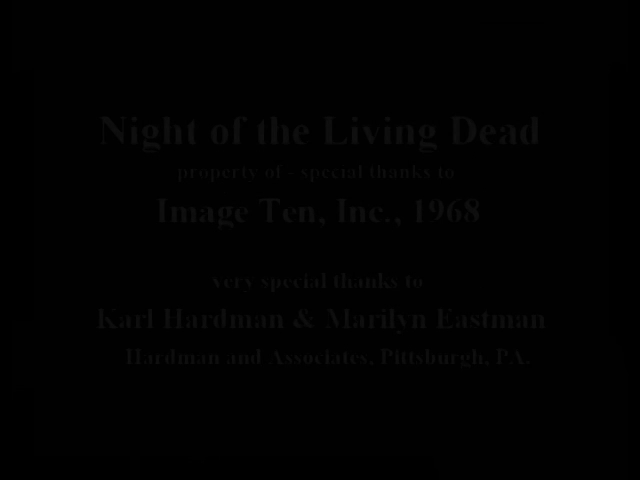 Night of the Living Dead
property of - special thanks to
Image Ten, Inc., 1968
very special thanks to
Karl Hardman & Marilyn Eastman
Hardman and Associates, Pittsburgh, PA.